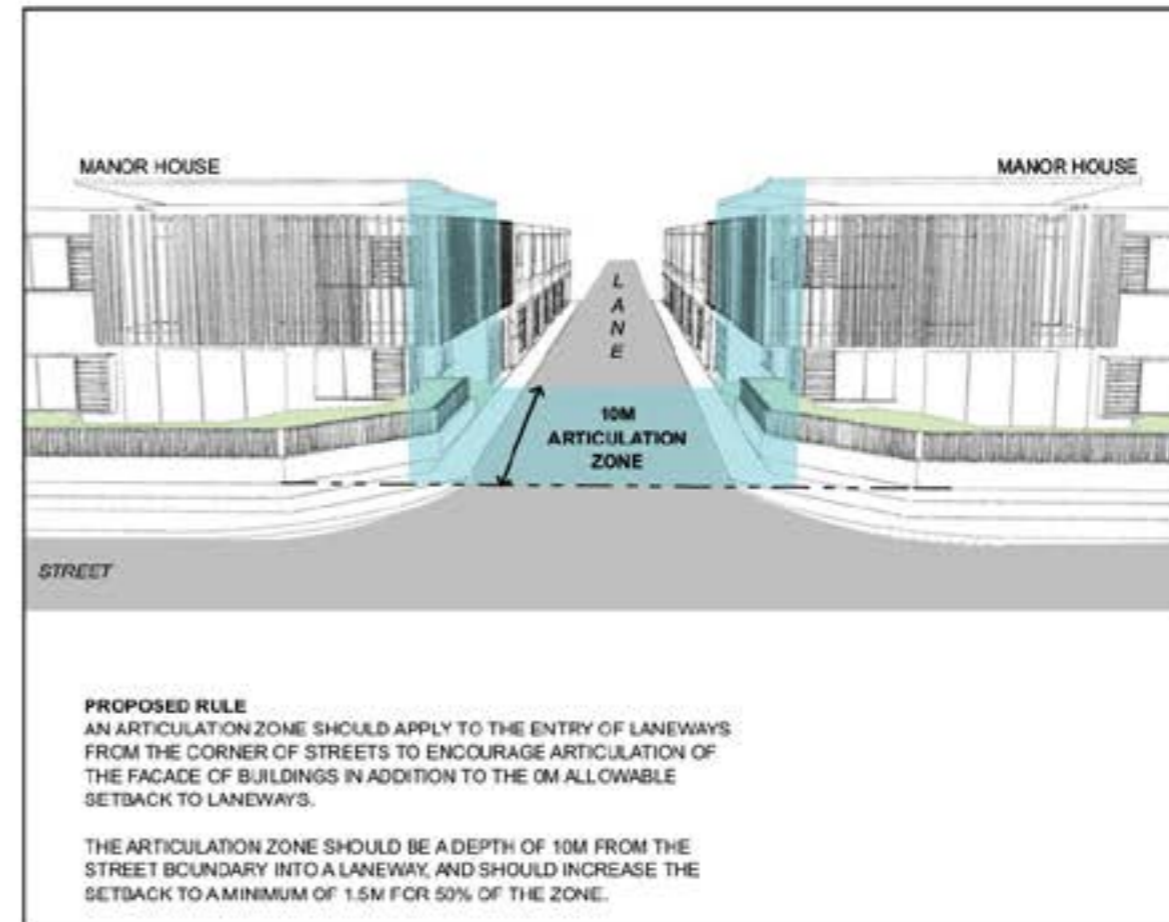 MANOR HOUSE
MANOR HOUSE
LANE
10M
ARTICULATION
ZONE
STREET
PROPOSED RULE
AN ARTICULATION ZONE SHOULD APPLY TO THE ENTRY OF LANEWAYS
FROM THE CORNER OF STREETS TO ENCOURAGE ARTICULATION OF
THE FACADE OF BUILDINGS IN ADDITION TO THE 0M ALLOWABLE
SETBACK TO LANEWAYS.
THE ARTICULATION ZONE SHOULD BE A DEPTH OF 10M FROM THE
STREET BOUNDARY INTO A LANEWAY, AND SHOULD INCREASE THE
SETBACK TO A MINIMUM OF 1.5M FOR 50% OF THE ZONE.